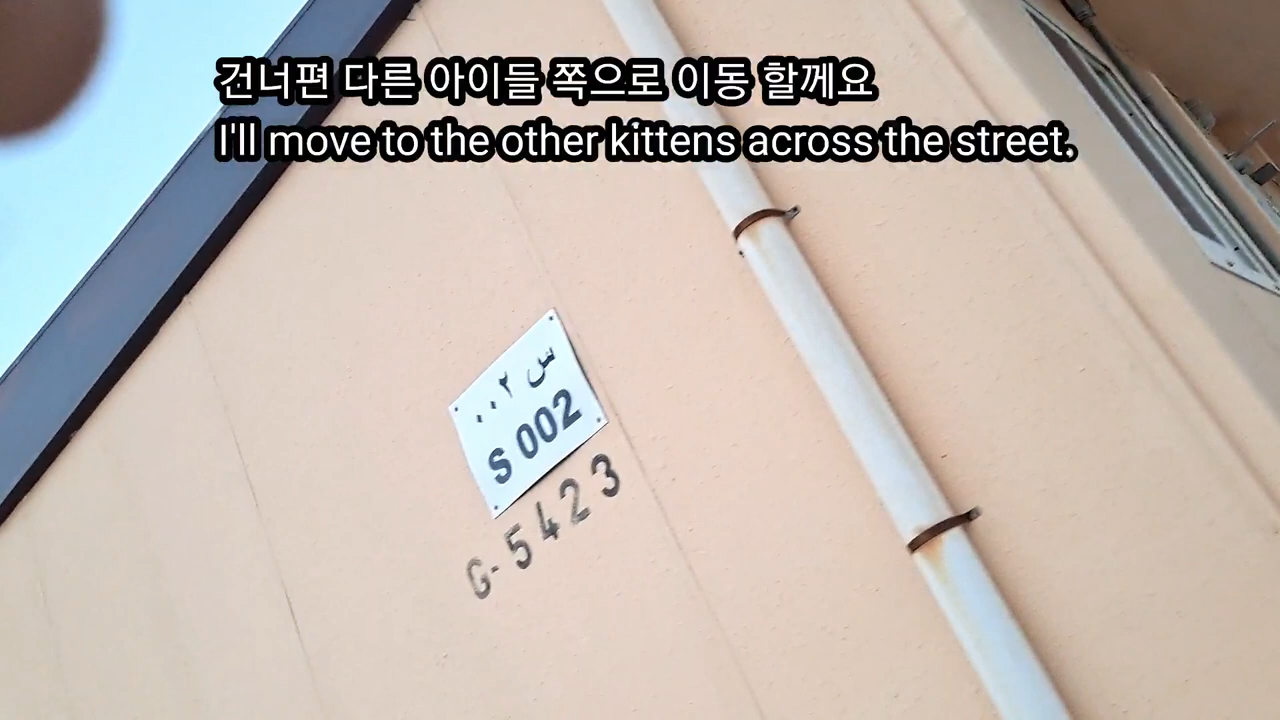 건너편 다른 아이들 쪽으로 이동 할께요
I'll move to the other kittens across the street.
س ٠٠٢
S 002
G-5423